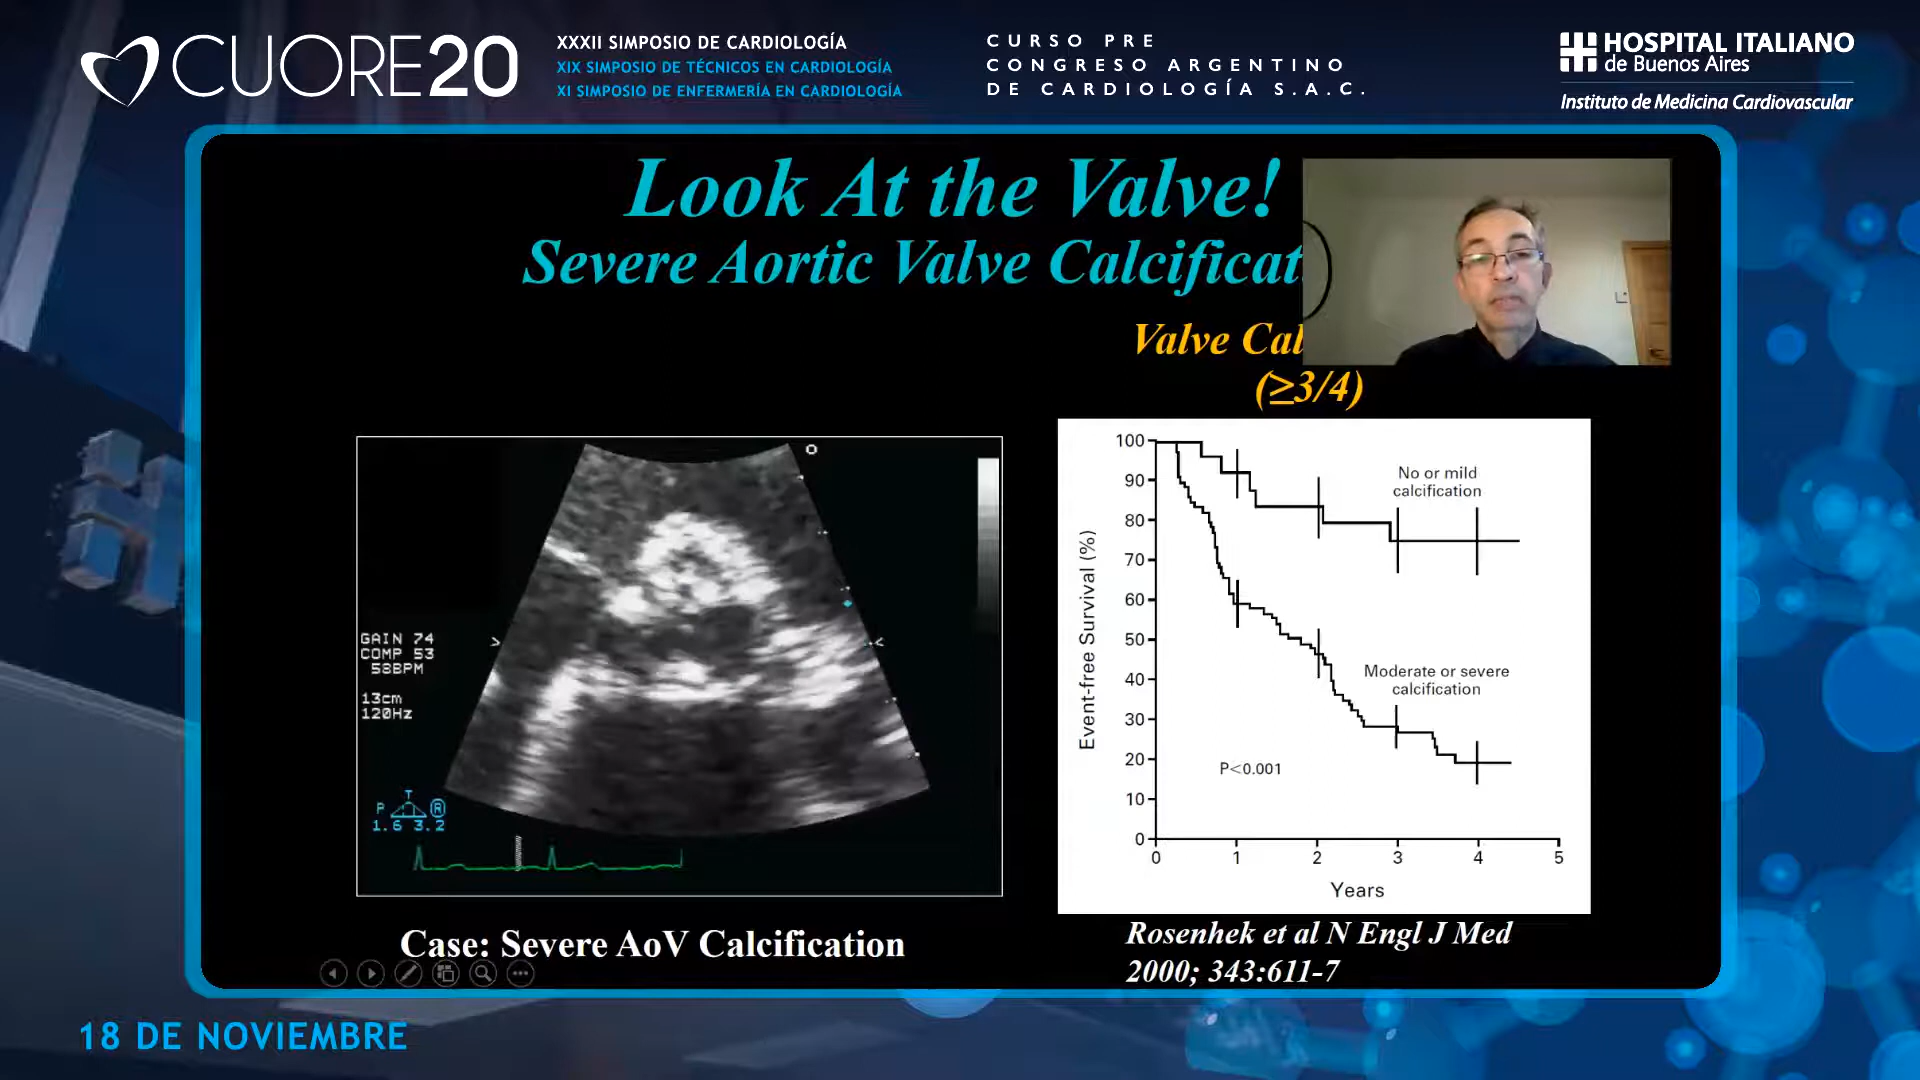 CUORE20
XXXII SIMPOSIO DE CARDIOLOGÍA
XIX SIMPOSIO DE TÉCNICOS EN CARDIOLOGÍA
XI SIMPOSIO DE ENFERMERÍA EN CARDIOLOGÍA
CURSO PRE
CONGRESO ARGENTINO
DE CARDIOLOGÍA S.A.C.
HOSPITAL ITALIANO
de Buenos Aires
Instituto de Medicina Cardiovascular
Look At the Valve!
Severe Aortic Valve Calcificat
Valve Cal
(≥3/4)
GAIN 74
COMP 53
58BPM
13cm
120Hz
T
P R
1.6 3.2
Case: Severe AoV Calcification
Event-free Survival (%)
100
90
80
70
60
50
40
30
20
10
0
No or mild
calcification
Moderate or severe
calcification
P<0.001
0 1 2 3 4 5
Years
Rosenhek et al N Engl J Med
2000; 343:611-7
18 DE NOVIEMBRE